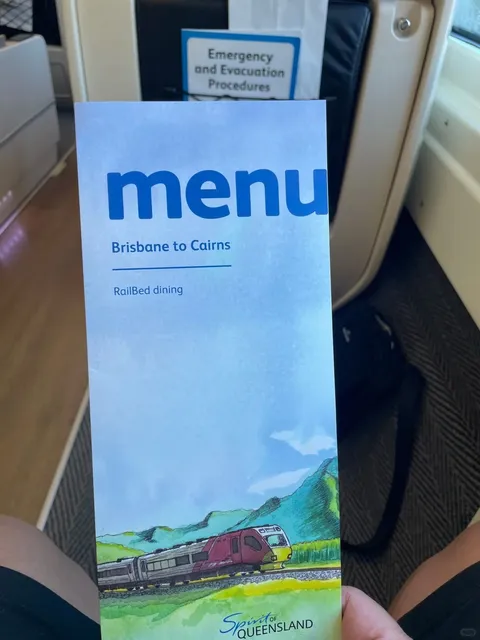 Emergency
and Evacuation
Procedures
menu
Brisbane to Cairns
RailBed dining
Spirit of
QUEENSLAND